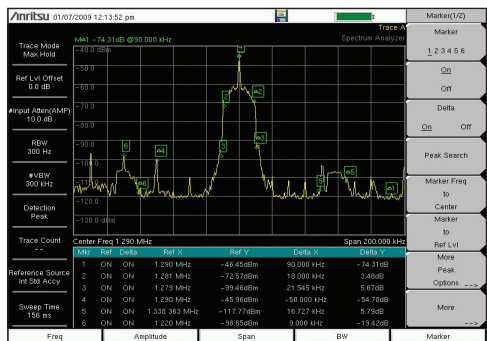 Anritsu 01/07/2009 12:13:52 pm
Marker(1/2)
Trace A
M▵1 -74.31dB @90.000 kHz
Spectrum Analyzer
Trace Mode
Max Hold
Ref Lvl Offset
0.0 dB
#Input Atten(AMP)
10.0 dB
RBW
300 Hz
#VBW
300 kHz
Detection
Peak
Trace Count
--
Reference Source
Int Std Accy
Sweep Time
156 ms
-40.0 dBm
-50.0
-60.0
-70.0
-80.0
-90.0
-100.0
-120.0
-130.0 dBm
2
▵2
3
▵3
6
▵4
▵6
▵5
▵1
Center Freq 1.290 MHz
Span 200.000 kHz
Mkr Ref Delta Ref X Ref Y Delta X Delta Y
1 ON ON 1.290 MHz -46.45dBm 90.000 kHz -74.31dB
2 ON ON 1.281 MHz -72.57dBm 18.000 kHz 3.48dB
3 ON ON 1.279 MHz -99.46dBm 21.545 kHz 5.67dB
4 ON ON 1.290 MHz -45.96dBm -50.000 kHz -54.78dB
5 ON ON 1.338 363 MHz -117.77dBm 16.727 kHz 5.79dB
6 ON ON 1.220 MHz -98.65dBm 9.000 kHz -19.42dB
Marker
1 2 3 4 5 6
On
Off
Delta
On Off
Peak Search
Marker Freq
to
Center
Marker
to
Ref Lvl
More
Peak
Options -->
More
-->
Freq
Amplitude
Span
BW
Marker